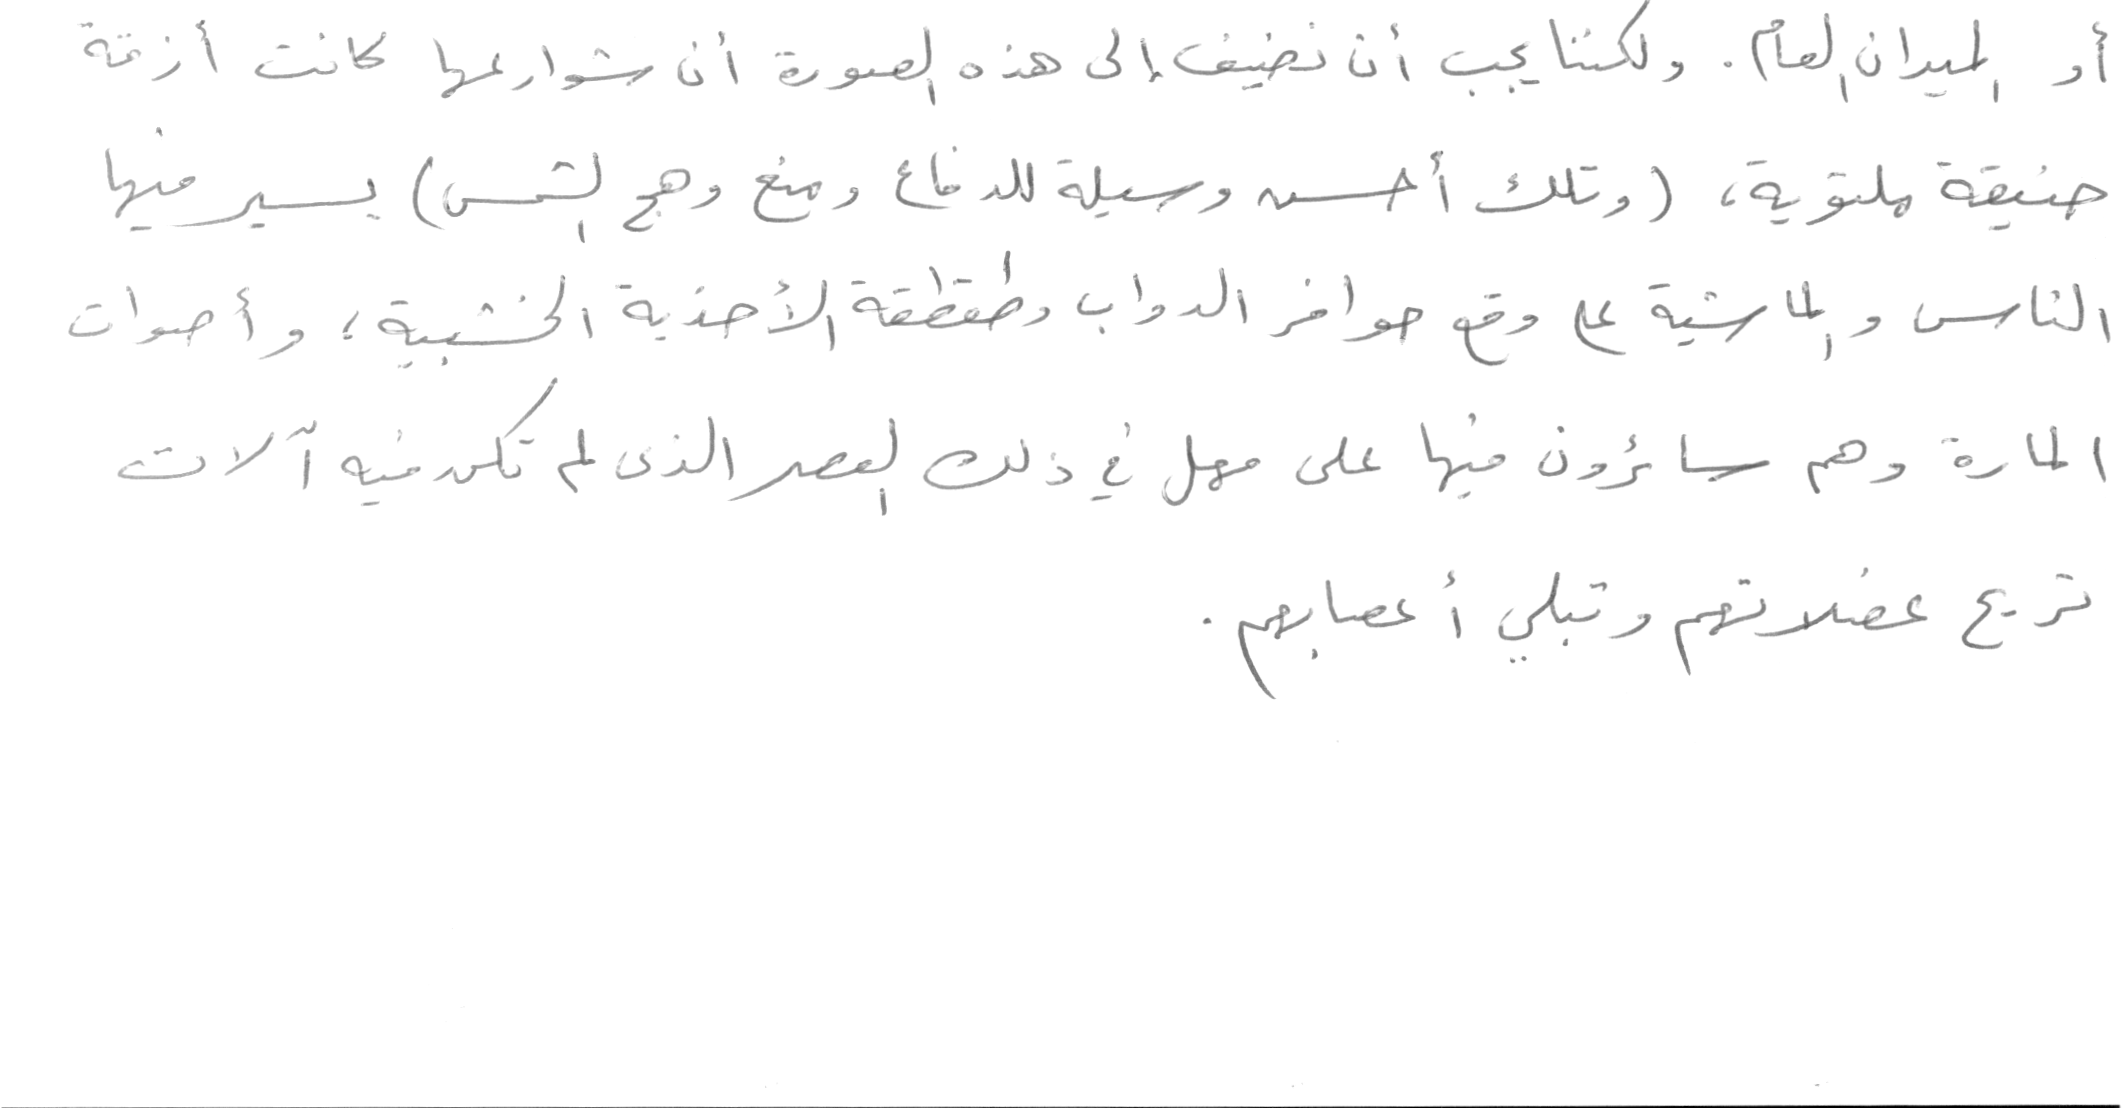 أو الميدان العام. ولكننا يجب أن نضيف إلى هذه الصورة أن شوارعها كانت أزقة
ضيقة ملتوية، (وتلك أحسن وسيلة للدفاع ومنع وهج الشمس) يسير فيها
الناس والماشية على وقع حوافر الدواب وطقطقة الأحذية الخشبية؛ وأصوات
المارة وهم سائرون فيها على مهل في ذلك العصر الذى لم تكن فيه آلات
تريح عضلاتهم وتبلي أعصابهم.